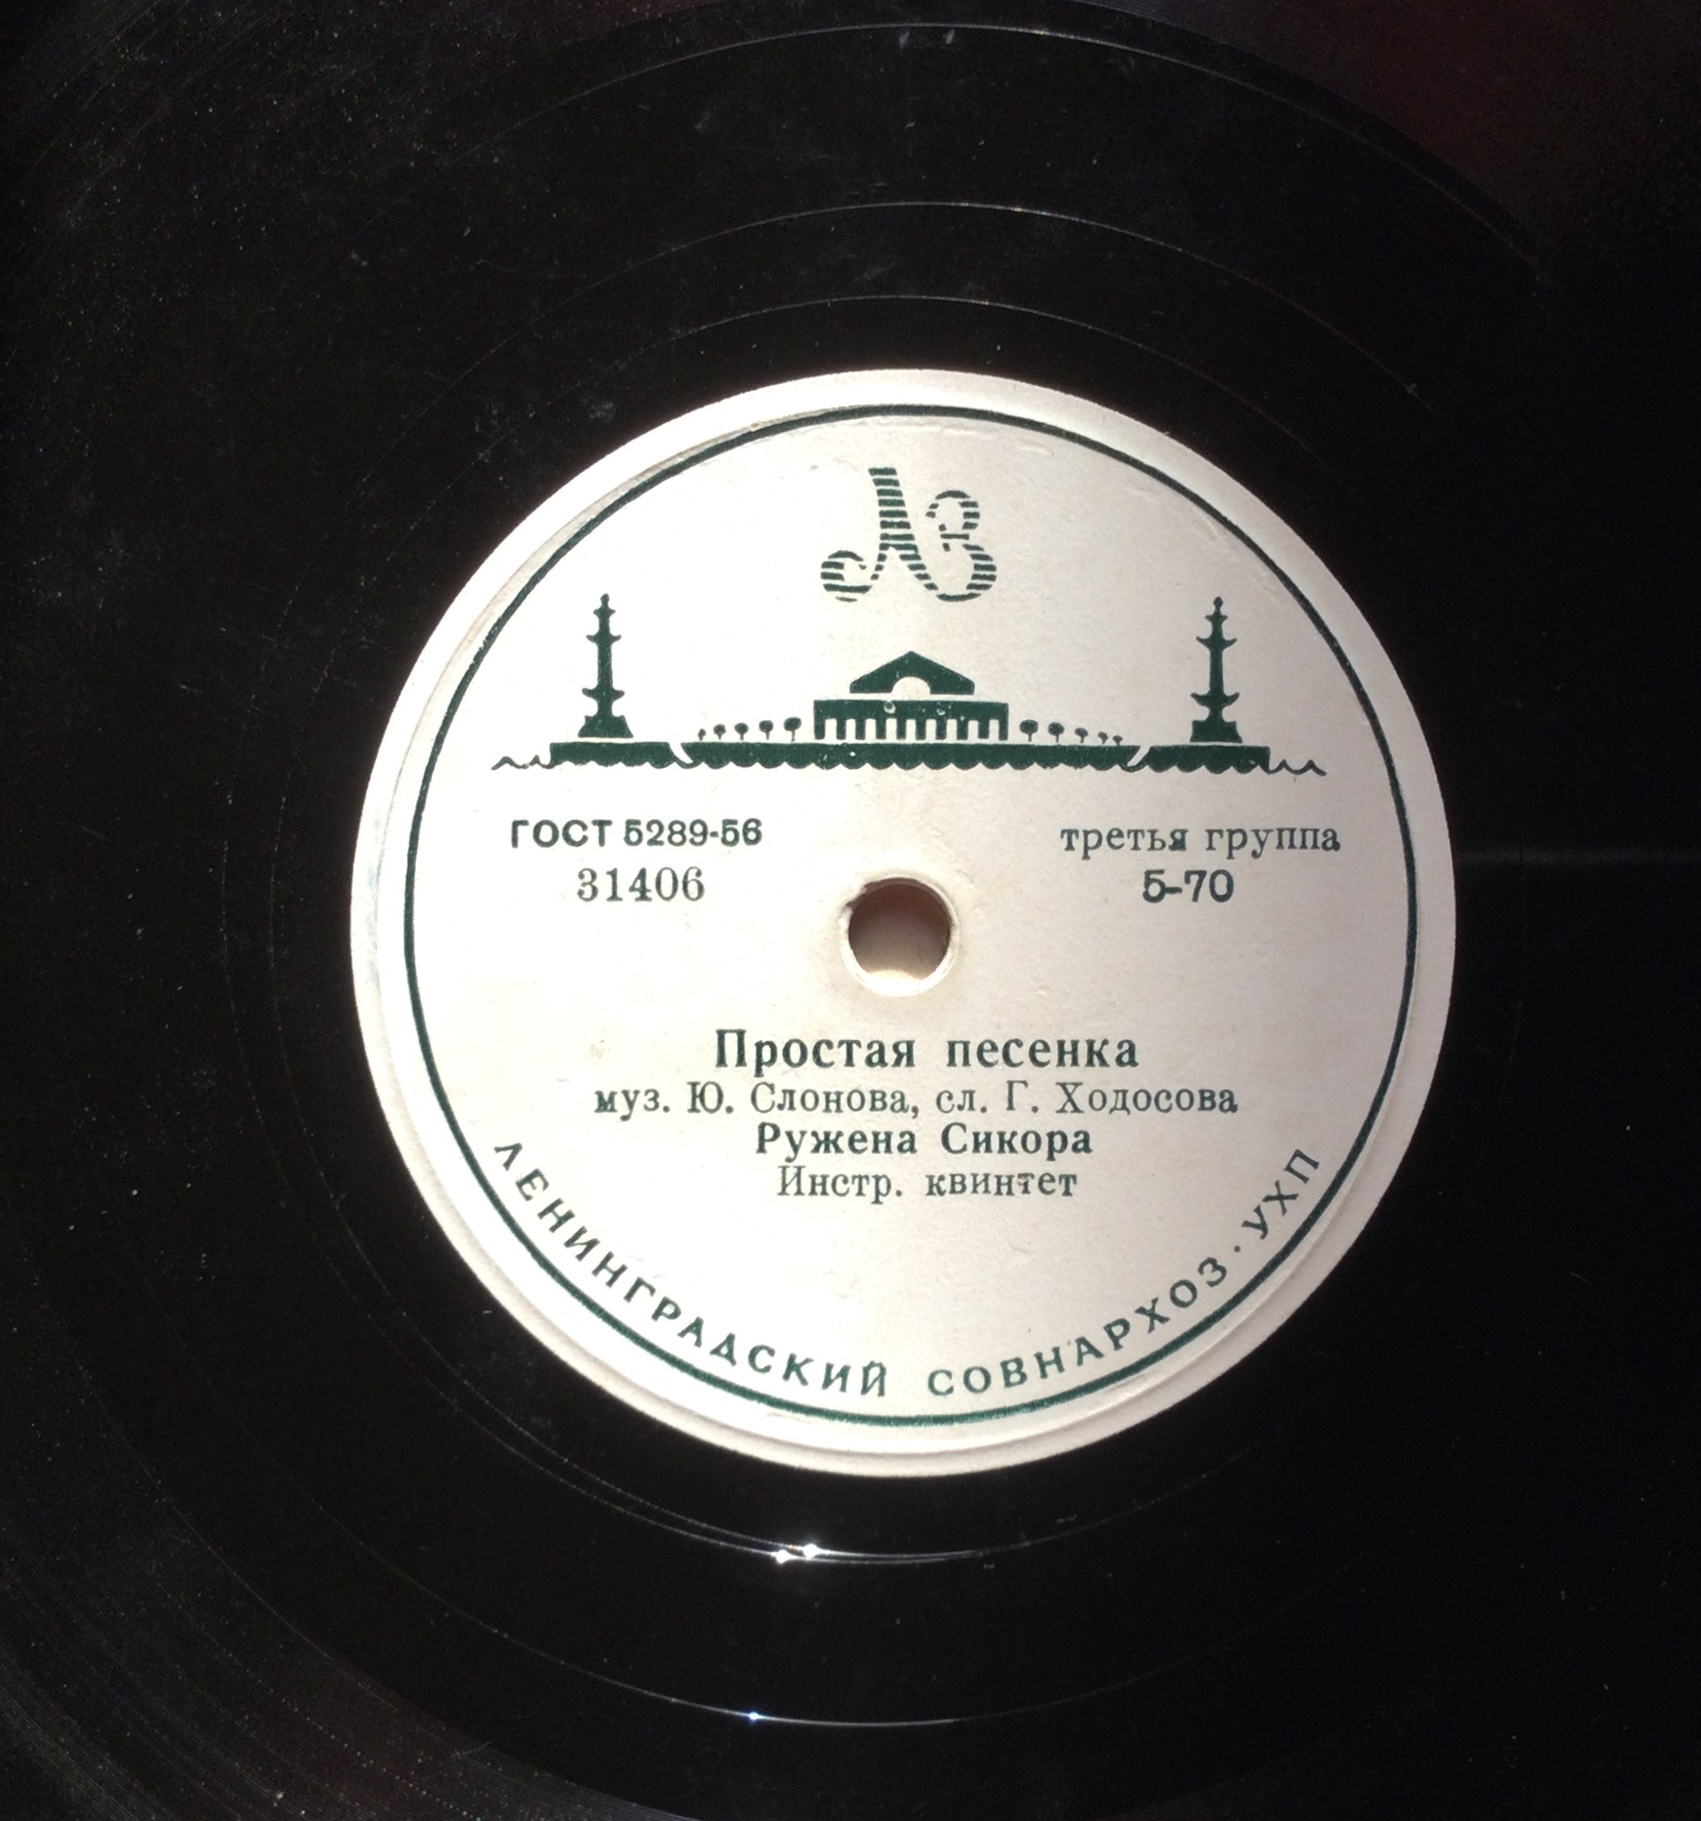 ЛЗ
ГОСТ 5289-56
31406
третья группа
5-70
Простая песенка
муз. Ю. Слонова, сл. Г. Ходосова
Ружена Сикора
Инстр. квинтет
ЛЕНИНГРАДСКИЙ СОВНАРХОЗ · УХП